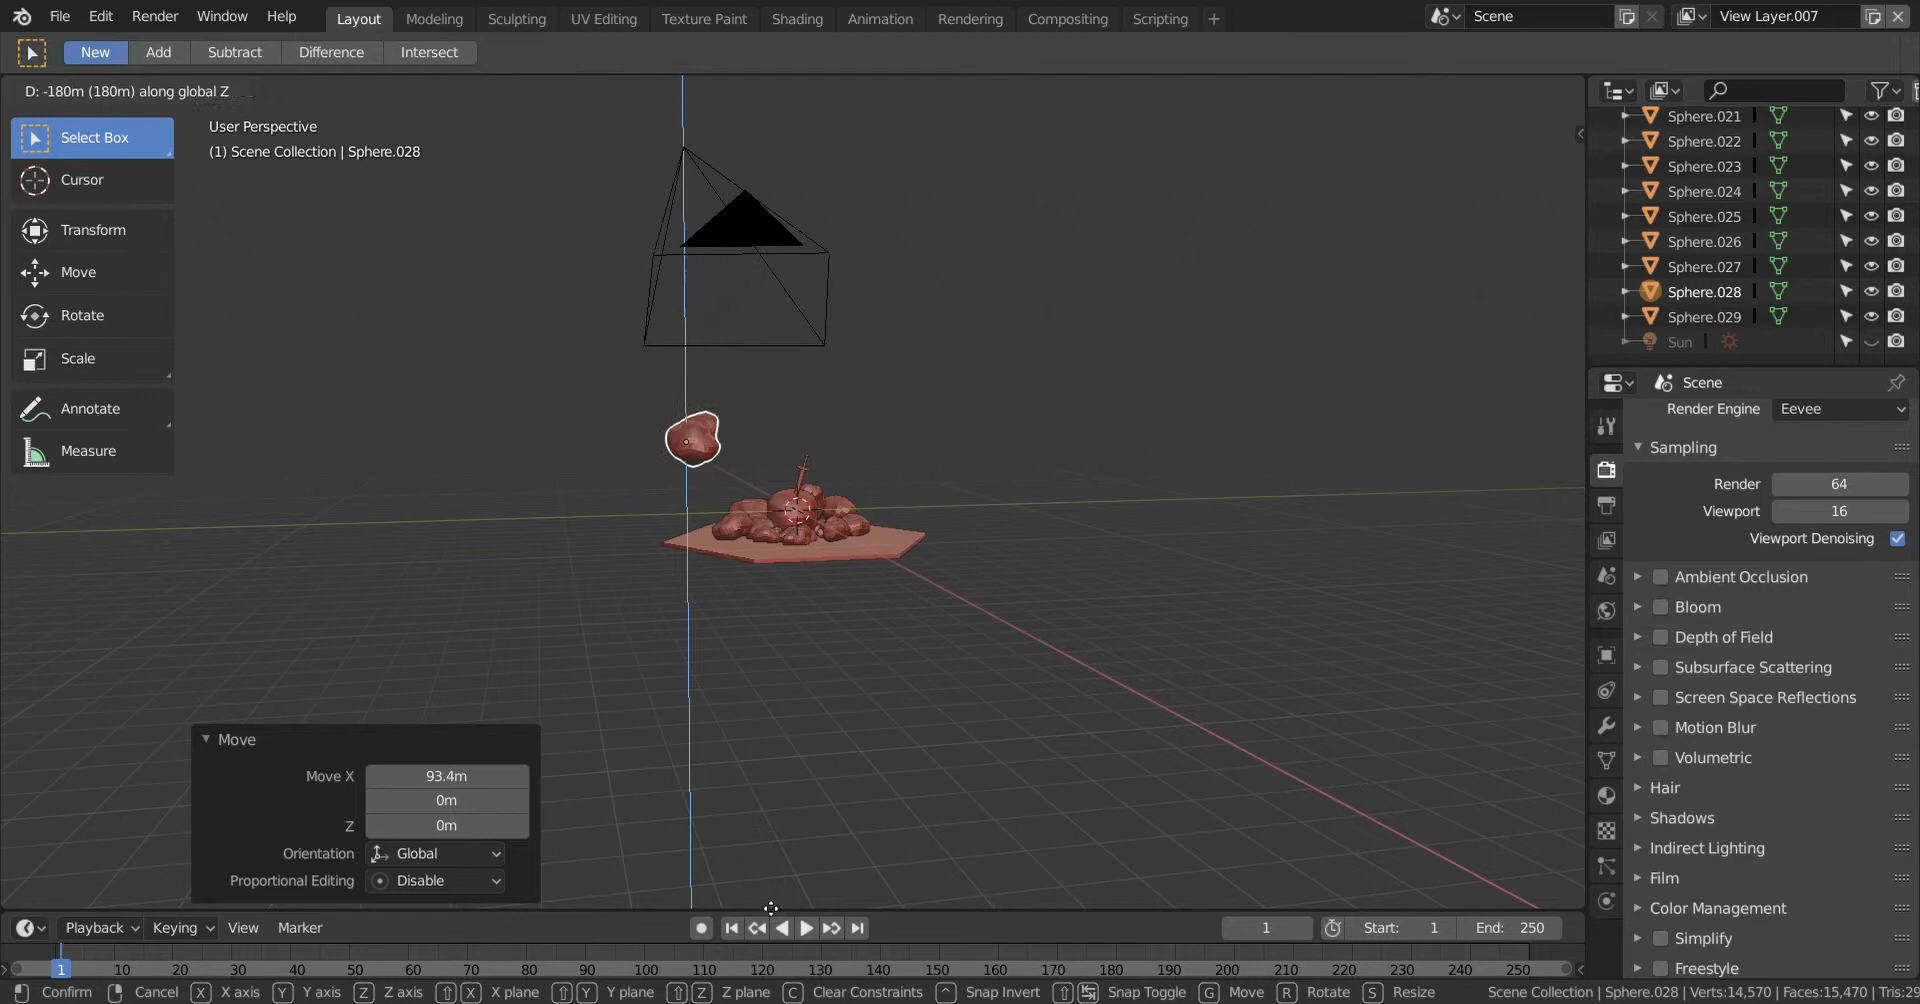 File Edit Render Window Help Layout Modeling Sculpting UV Editing Texture Paint Shading Animation Rendering Compositing Scripting + Scene View Layer.007
New Add Subtract Difference Intersect
D: -180m (180m) along global Z
User Perspective
(1) Scene Collection | Sphere.028
Select Box
Cursor
Transform
Move
Rotate
Scale
Annotate
Measure
Sphere.021
Sphere.022
Sphere.023
Sphere.024
Sphere.025
Sphere.026
Sphere.027
Sphere.028
Sphere.029
Sun
Scene
Render Engine Eevee
Sampling
Render 64
Viewport 16
Viewport Denoising
Ambient Occlusion
Bloom
Depth of Field
Subsurface Scattering
Screen Space Reflections
Motion Blur
Volumetric
Hair
Shadows
Indirect Lighting
Film
Color Management
Simplify
Freestyle
Move
Move X 93.4m
0m
Z 0m
Orientation Global
Proportional Editing Disable
Playback Keying View Marker 1 Start: 1 End: 250
1 10 20 30 40 50 60 70 80 90 100 110 120 130 140 150 160 170 180 190 200 210 220 230 240 250
Confirm Cancel X X axis Y Y axis Z Z axis X X plane Y Y plane Z Z plane C Clear Constraints ^ Snap Invert Snap Toggle G Move R Rotate S Resize Scene Collection | Sphere.028 | Verts:14,570 | Faces:15,470 | Tris:29